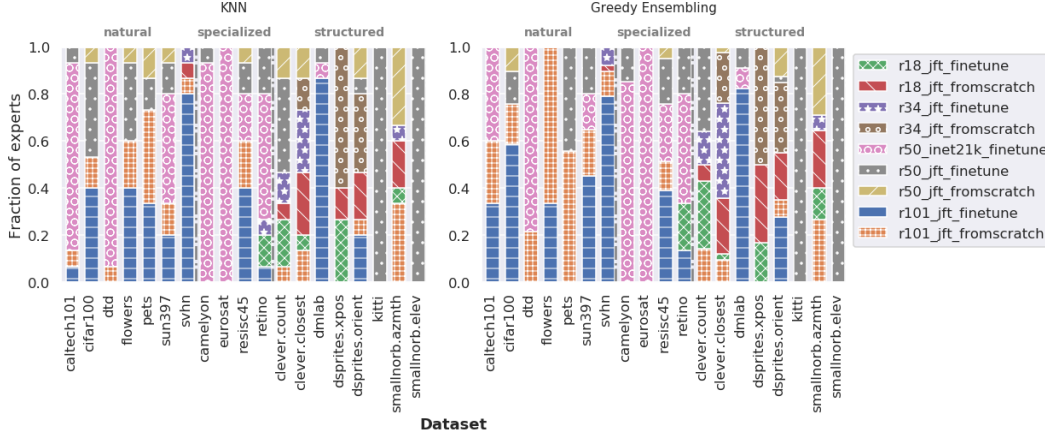 KNN
Greedy Ensembling
natural specialized structured
natural specialized structured
Fraction of experts
1.0
0.8
0.6
0.4
0.2
0.0
1.0
0.8
0.6
0.4
0.2
0.0
caltech101
cifar100
dtd
flowers
pets
sun397
svhn
camelyon
eurosat
resisc45
retino
clever.count
clever.closest
dmlab
dsprites.xpos
dsprites.orient
kitti
smallnorb.azmth
smallnorb.elev
caltech101
cifar100
dtd
flowers
pets
sun397
svhn
camelyon
eurosat
resisc45
retino
clever.count
clever.closest
dmlab
dsprites.xpos
dsprites.orient
kitti
smallnorb.azmth
smallnorb.elev
r18_jft_finetune
r18_jft_fromscratch
r34_jft_finetune
r34_jft_fromscratch
r50_inet21k_finetune
r50_jft_finetune
r50_jft_fromscratch
r101_jft_finetune
r101_jft_fromscratch
Dataset